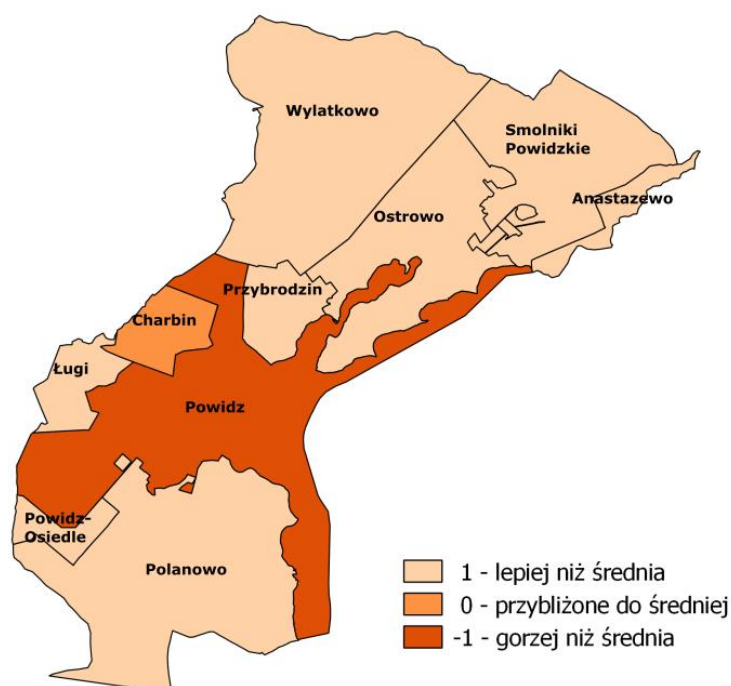 Wylatkowo
Smolniki
Powidzkie
Anastazewo
Ostrowo
Przybrodzin
Charbin
Ługi
Powidz
Powidz-
Osiedle
Polanowo
1 - lepiej niż średnia
0 - przybliżone do średniej
-1 - gorzej niż średnia